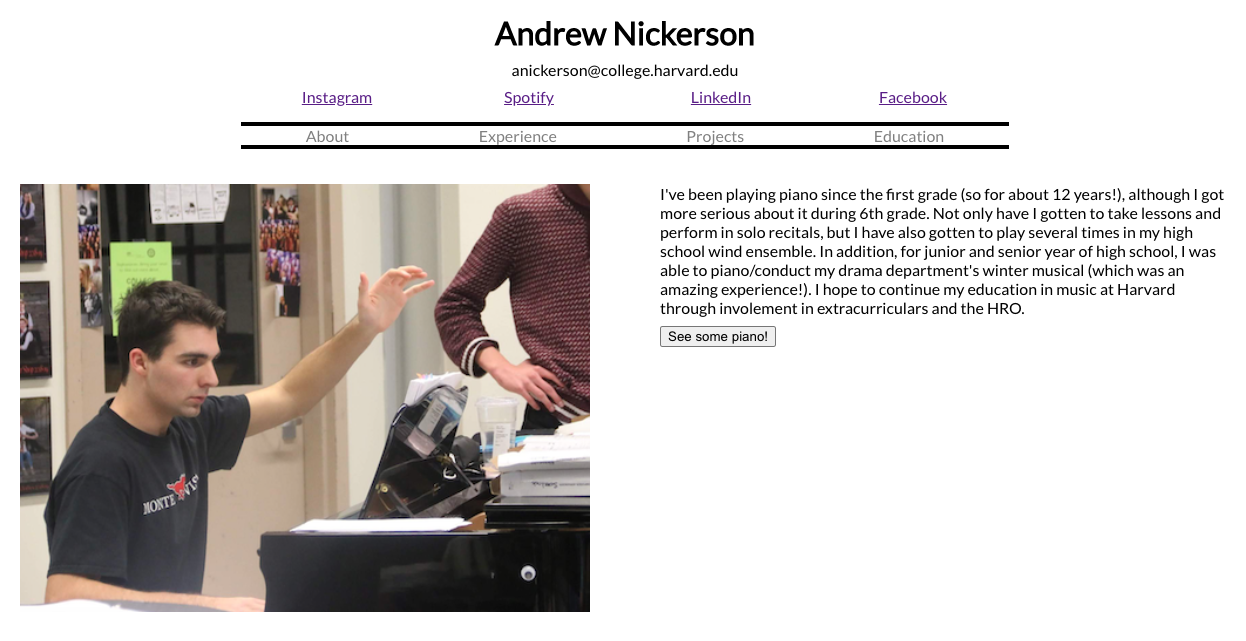 Andrew Nickerson
anickerson@college.harvard.edu
Instagram Spotify LinkedIn Facebook
About Experience Projects Education
I've been playing piano since the first grade (so for about 12 years!), although I got
more serious about it during 6th grade. Not only have I gotten to take lessons and
perform in solo recitals, but I have also gotten to play several times in my high
school wind ensemble. In addition, for junior and senior year of high school, I was
able to piano/conduct my drama department's winter musical (which was an
amazing experience!). I hope to continue my education in music at Harvard
through involement in extracurriculars and the HRO.
See some piano!
COLLEGE
MONTE VIS